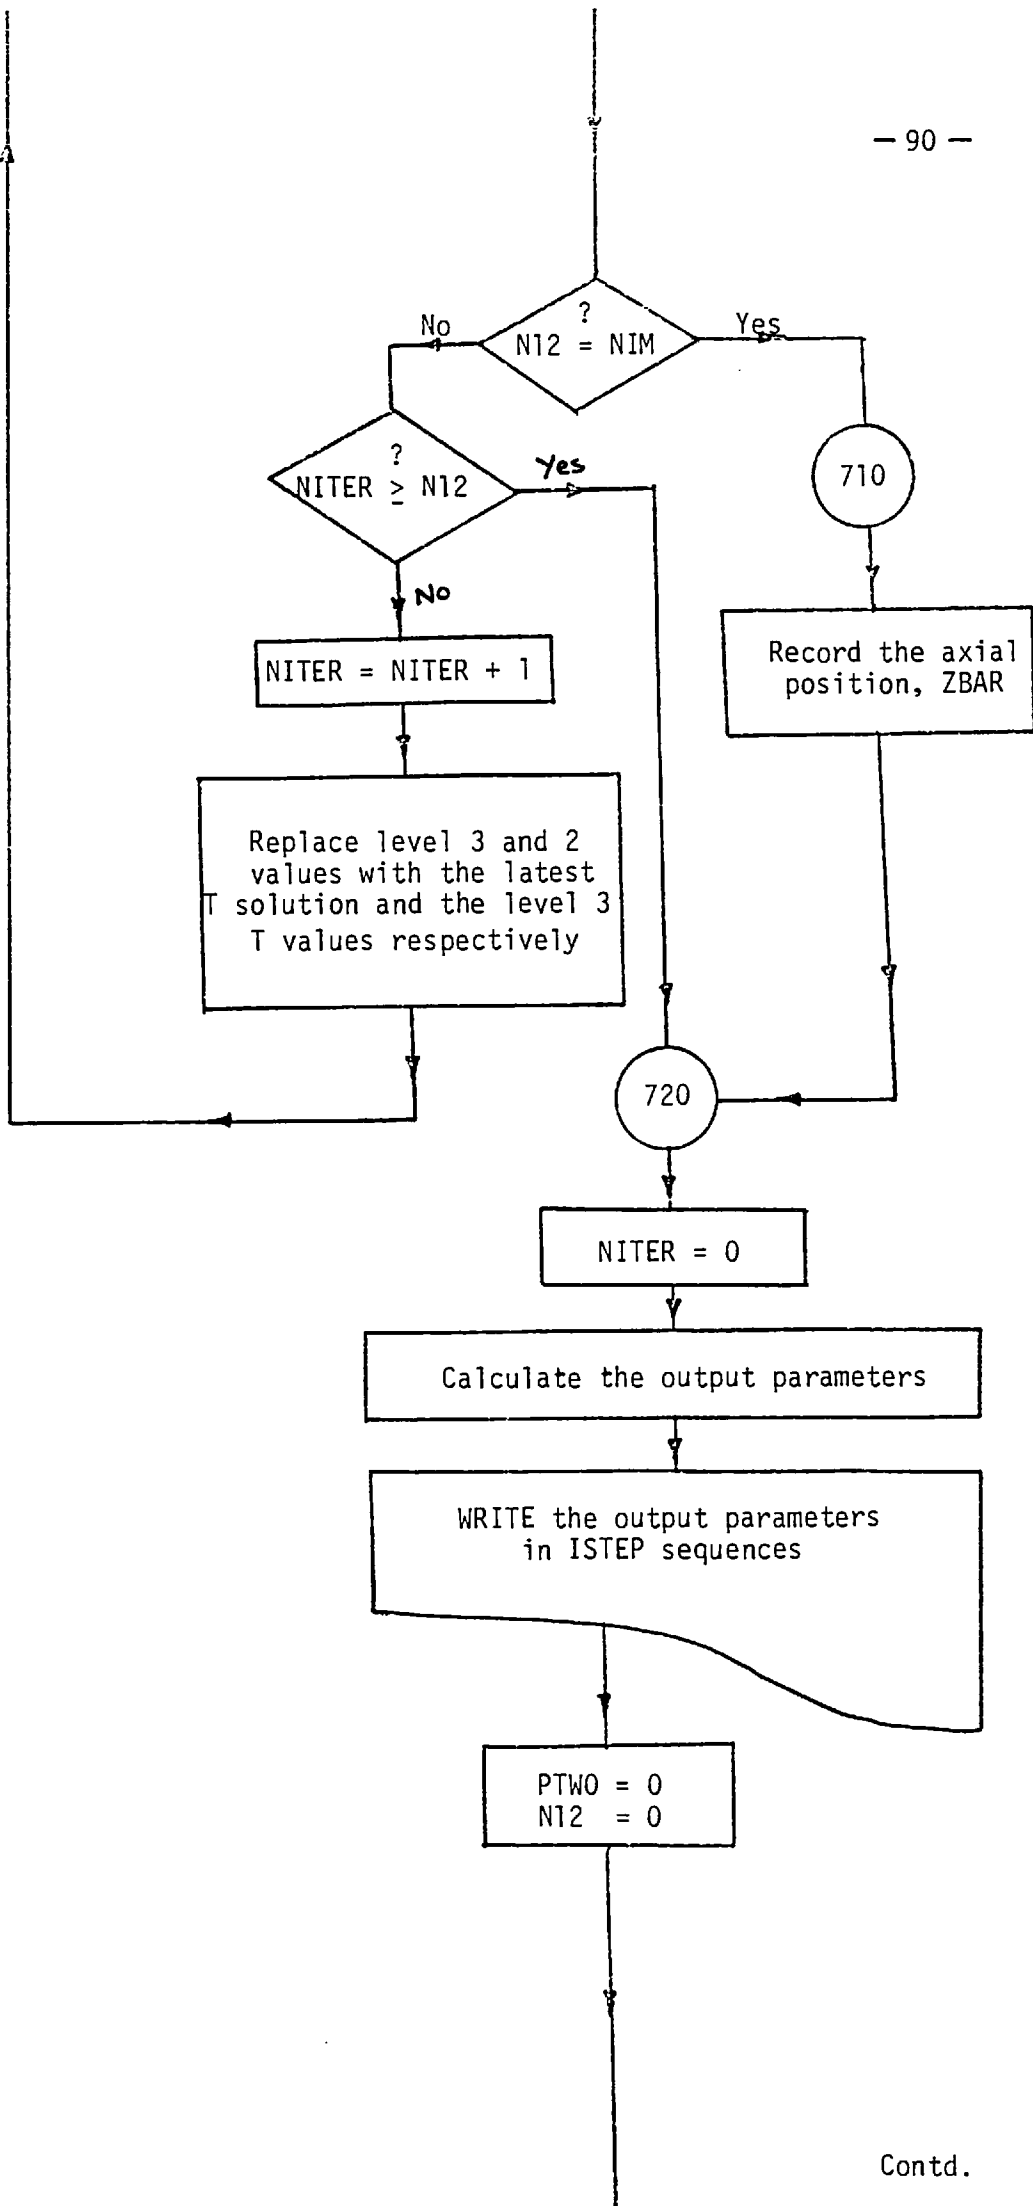 — 90 —
?
N12 = NIM
No
Yes
?
NITER ≥ N12
Yes
No
710
NITER = NITER + 1
Record the axial
position, ZBAR
Replace level 3 and 2
values with the latest
T solution and the level 3
T values respectively
720
NITER = 0
Calculate the output parameters
WRITE the output parameters
in ISTEP sequences
PTWO = 0
N12 = 0
Contd.